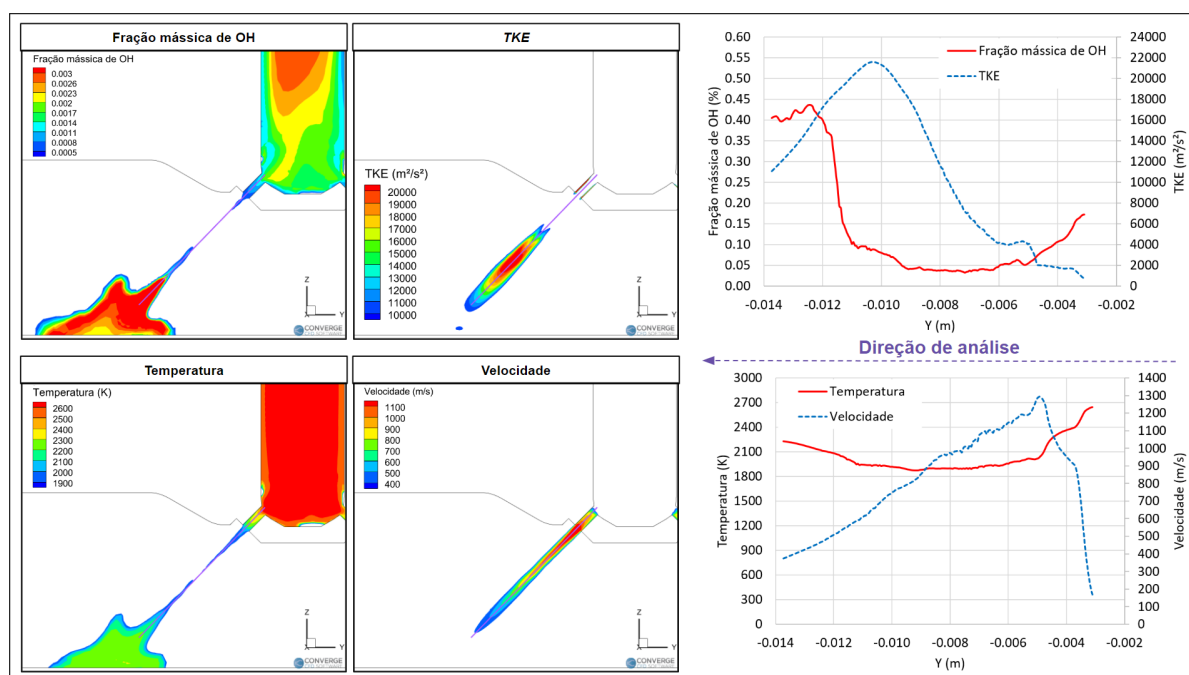 Fração mássica de OH
Fração mássica de OH
0.003
0.0026
0.0023
0.002
0.0017
0.0014
0.0011
0.0008
0.0005
Z
X
Y
CONVERGE
CFD SOFTWARE
TKE
TKE (m²/s²)
20000
19000
18000
17000
16000
15000
14000
13000
12000
11000
10000
Z
X
Y
CONVERGE
CFD SOFTWARE
Fração mássica de OH (%)
0.60
0.55
0.50
0.45
0.40
0.35
0.30
0.25
0.20
0.15
0.10
0.05
0.00
Fração mássica de OH
TKE
24000
22000
20000
18000
16000
14000
12000
10000
8000
6000
4000
2000
0
TKE (m²/s²)
-0.014 -0.012 -0.010 -0.008 -0.006 -0.004 -0.002
Y (m)
Direção de análise
Temperatura
Temperatura (K)
2600
2500
2400
2300
2200
2100
2000
1900
Z
X
Y
CONVERGE
CFD SOFTWARE
Velocidade
Velocidade (m/s)
1100
1000
900
800
700
600
500
400
Z
X
Y
CONVERGE
CFD SOFTWARE
Temperatura (K)
3000
2700
2400
2100
1800
1500
1200
900
600
300
0
Temperatura
Velocidade
1400
1300
1200
1100
1000
900
800
700
600
500
400
300
200
100
0
Velocidade (m/s)
-0.014 -0.012 -0.010 -0.008 -0.006 -0.004 -0.002
Y (m)